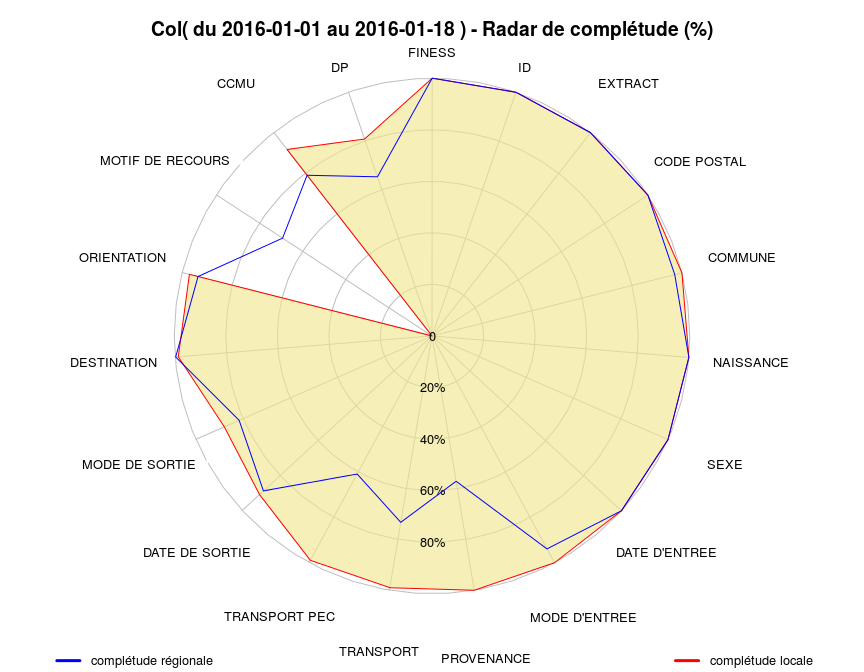 Col( du 2016-01-01 au 2016-01-18 ) - Radar de complétude (%)
FINESS
ID
EXTRACT
CODE POSTAL
COMMUNE
NAISSANCE
SEXE
DATE D'ENTREE
MODE D'ENTREE
PROVENANCE
TRANSPORT
TRANSPORT PEC
DATE DE SORTIE
MODE DE SORTIE
DESTINATION
ORIENTATION
MOTIF DE RECOURS
CCMU
DP
0
20%
40%
60%
80%
complétude régionale
complétude locale